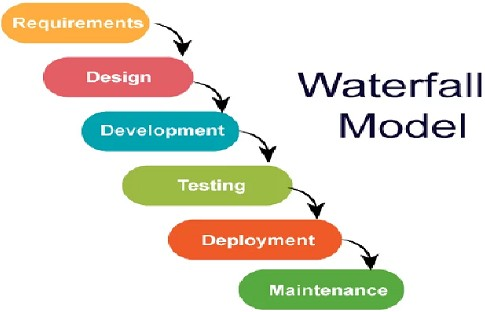 Requirements
Design
Waterfall
Model
Development
Testing
Deployment
Maintenance